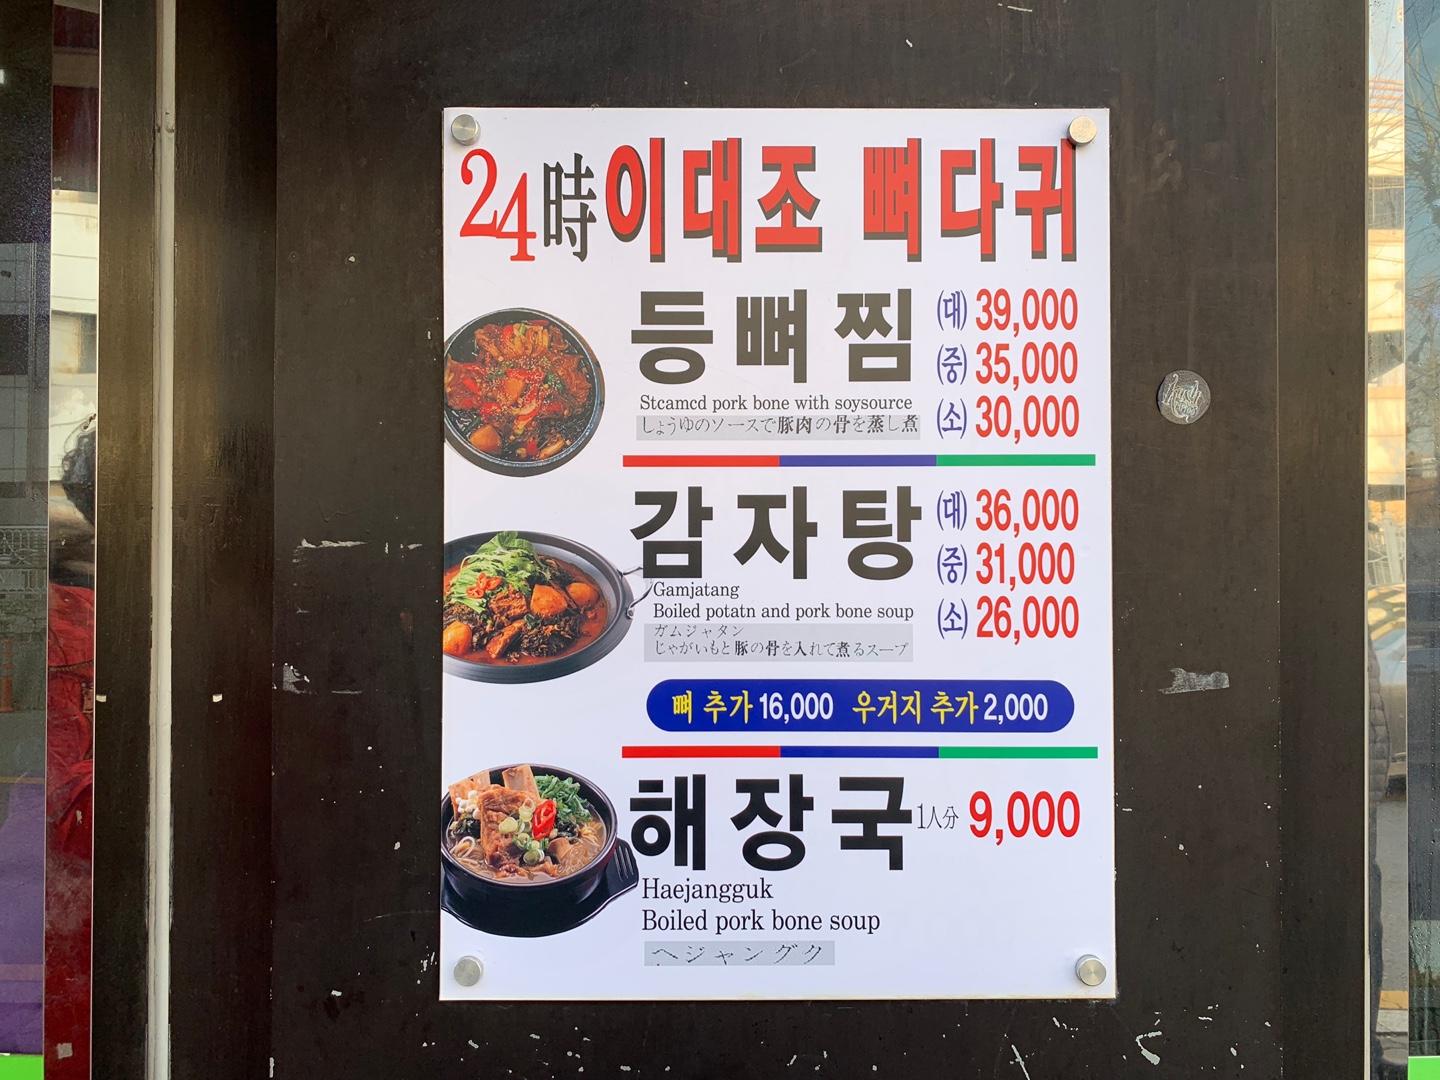 24時 이대조 뼈다귀
등뼈찜
(대) 39,000
(중) 35,000
(소) 30,000
Stcamcd pork bone with soysource
しょうゆのソースで豚肉の骨を蒸し煮
감자탕
(대) 36,000
(중) 31,000
(소) 26,000
Gamjatang
Boiled potatn and pork bone soup
ガムジャタン
じゃがいもと豚の骨を入れて煮るスープ
뼈 추가 16,000 우거지 추가 2,000
해장국 1人分 9,000
Haejangguk
Boiled pork bone soup
ヘジャングク